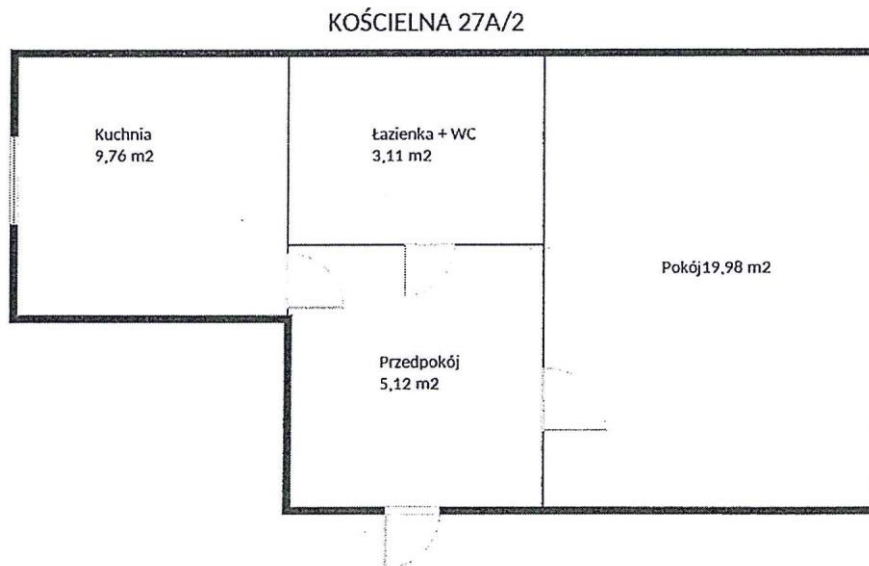 KOŚCIELNA 27A/2
Kuchnia
9,76 m2
Łazienka + WC
3,11 m2
Pokój19,98 m2
Przedpokój
5,12 m2